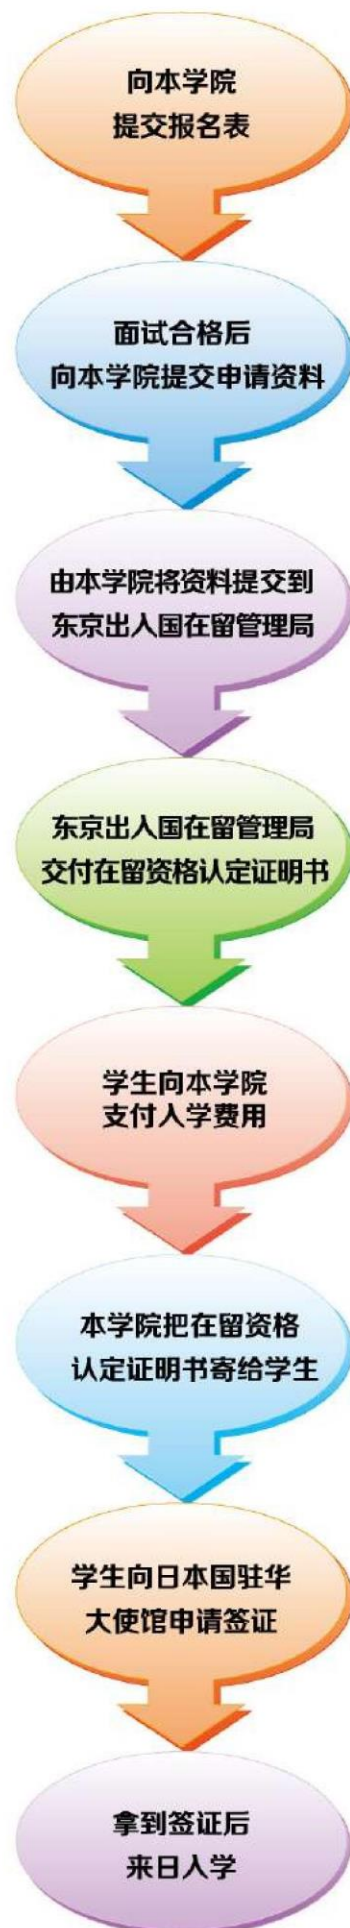 向本学院
提交报名表
面试合格后
向本学院提交申请资料
由本学院将资料提交到
东京出入国在留管理局
东京出入国在留管理局
交付在留资格认定证明书
学生向本学院
支付入学费用
本学院把在留资格
认定证明书寄给学生
学生向日本国驻华
大使馆申请签证
拿到签证后
来日入学